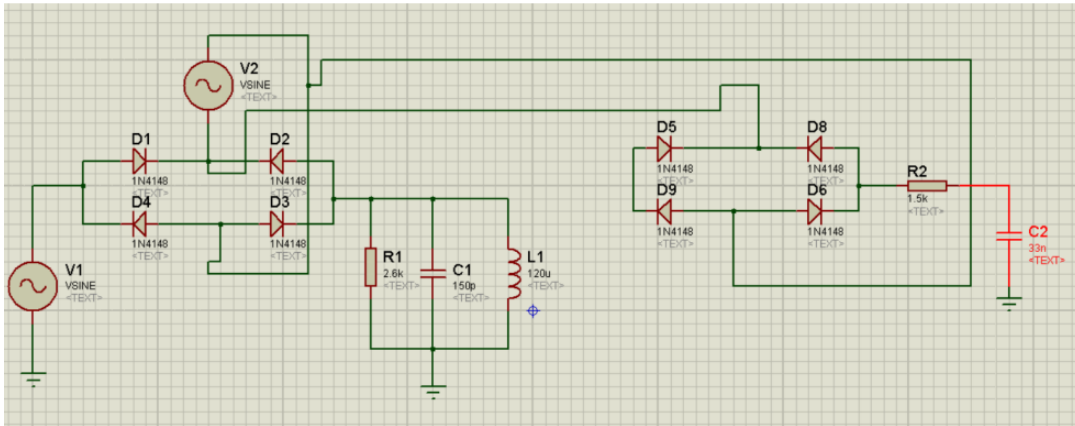 V2
VSINE
<TEXT>
D1
1N4148
<TEXT>
D2
1N4148
<TEXT>
D4
1N4148
<TEXT>
D3
1N4148
<TEXT>
V1
VSINE
<TEXT>
R1
2.6k
<TEXT>
C1
150p
<TEXT>
L1
120u
<TEXT>
D5
1N4148
<TEXT>
D8
1N4148
<TEXT>
D9
1N4148
<TEXT>
D6
1N4148
<TEXT>
R2
1.5k
<TEXT>
C2
33n
<TEXT>